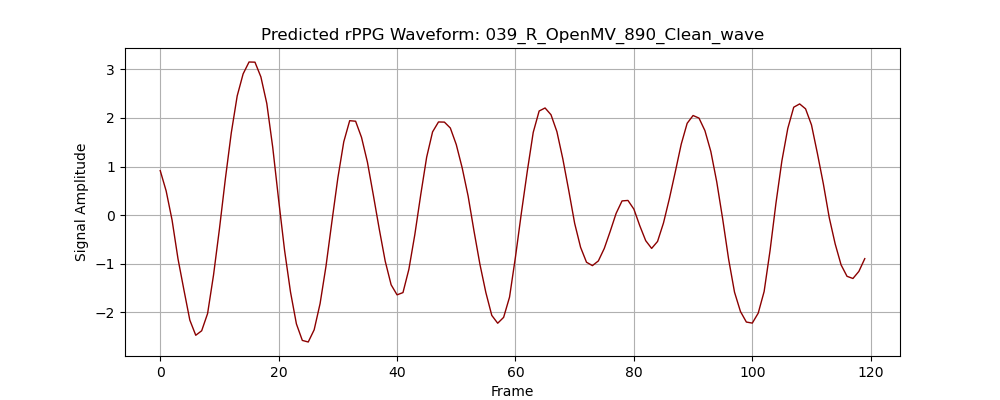 Predicted rPPG Waveform: 039_R_OpenMV_890_Clean_wave
3
2
1
0
−1
−2
Signal Amplitude
0 20 40 60 80 100 120
Frame